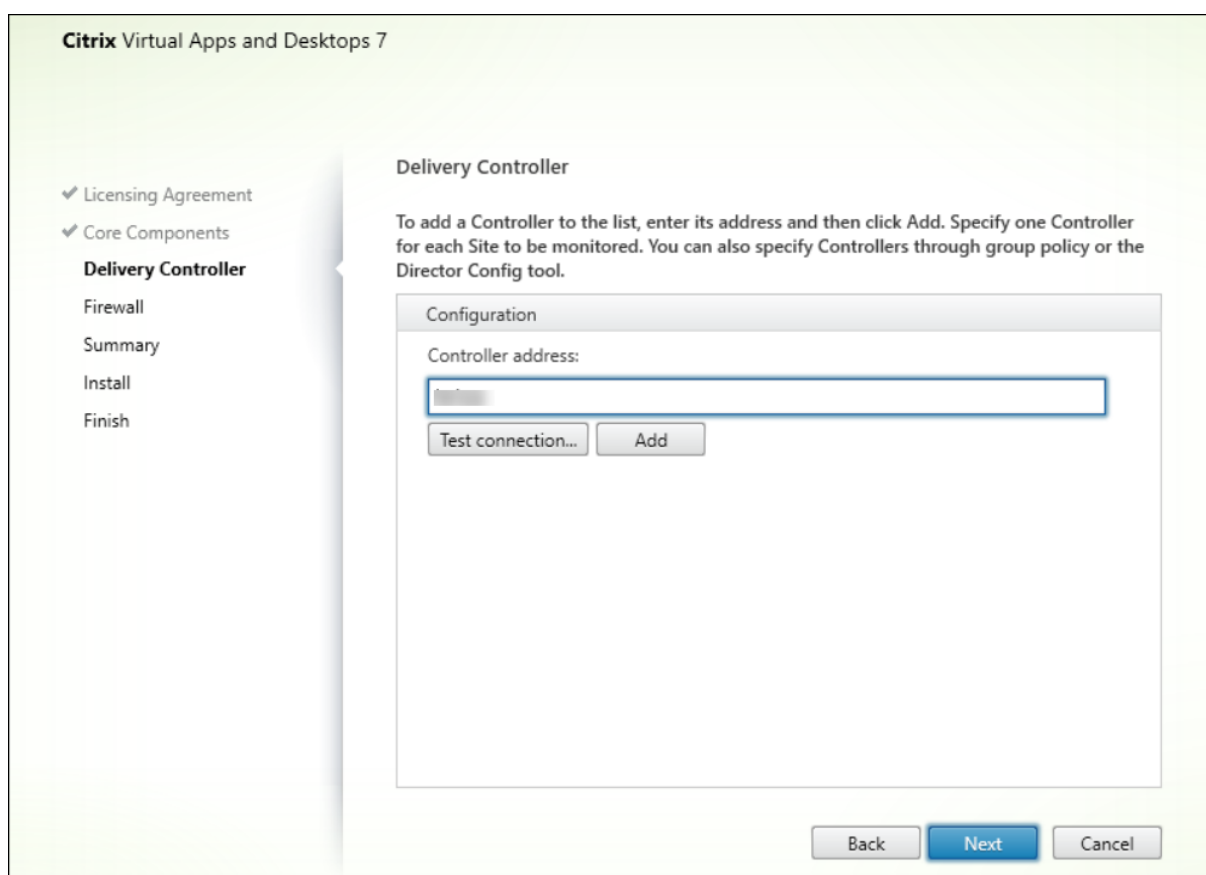 Citrix Virtual Apps and Desktops 7
Licensing Agreement
Core Components
Delivery Controller
Firewall
Summary
Install
Finish
Delivery Controller
To add a Controller to the list, enter its address and then click Add. Specify one Controller
for each Site to be monitored. You can also specify Controllers through group policy or the
Director Config tool.
Configuration
Controller address:
Test connection... Add
Back Next Cancel